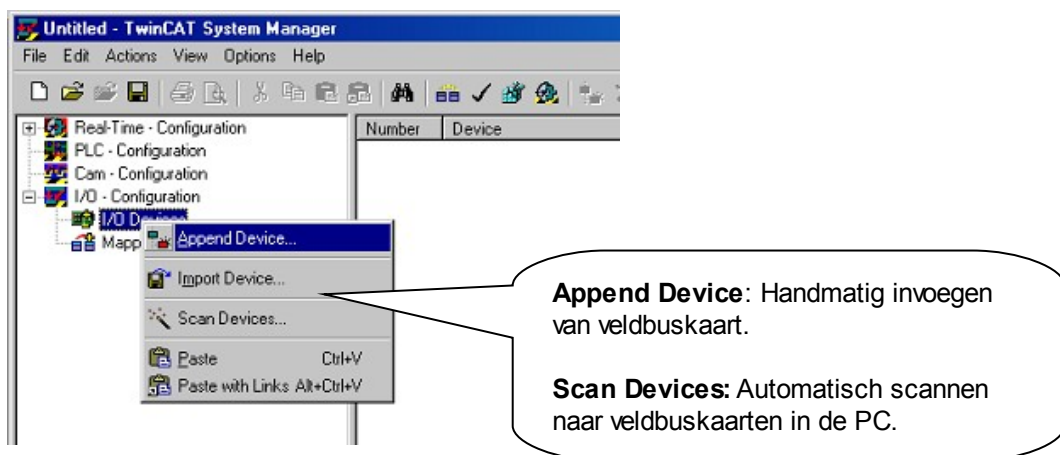 Untitled - TwinCAT System Manager
File Edit Actions View Options Help
Real-Time - Configuration
PLC - Configuration
Cam - Configuration
I/O - Configuration
I/O Devices
Mapp
Number Device
Append Device...
Import Device...
Scan Devices...
Paste Ctrl+V
Paste with Links Alt+Ctrl+V
Append Device: Handmatig invoegen
van veldbuskaart.
Scan Devices: Automatisch scannen
naar veldbuskaarten in de PC.